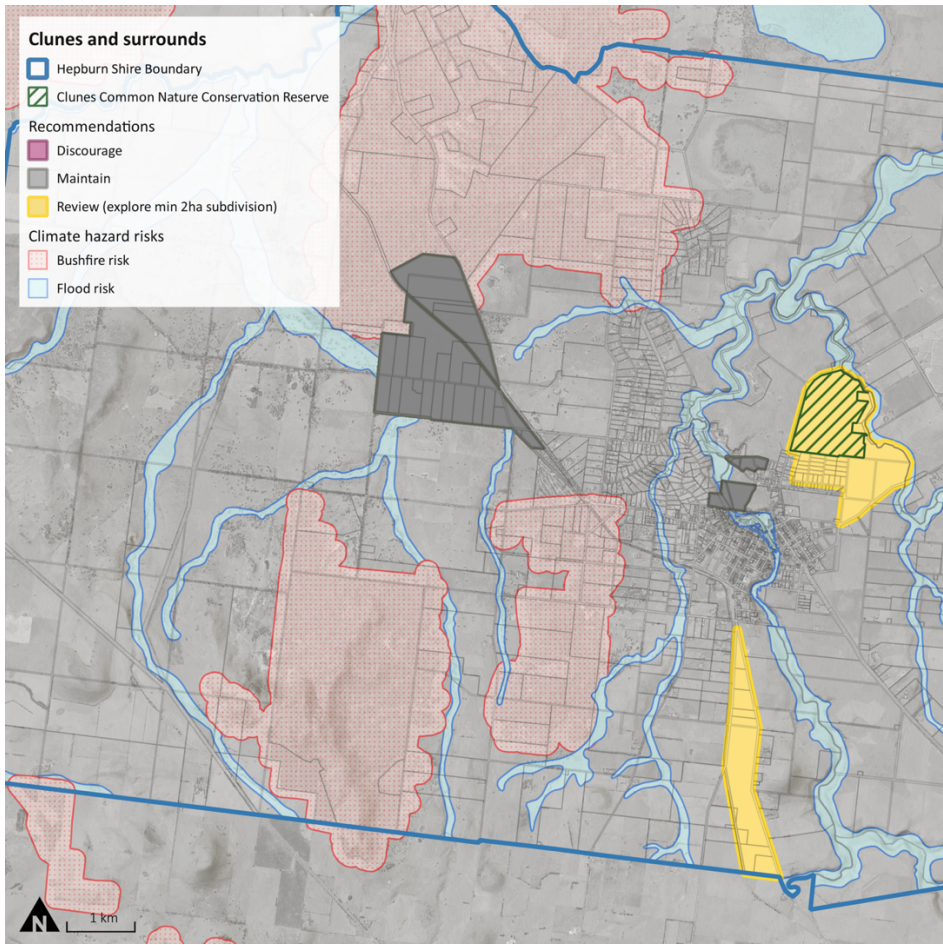 Clunes and surrounds
Hepburn Shire Boundary
Clunes Common Nature Conservation Reserve
Recommendations
Discourage
Maintain
Review (explore min 2ha subdivision)
Climate hazard risks
Bushfire risk
Flood risk
N
1 km